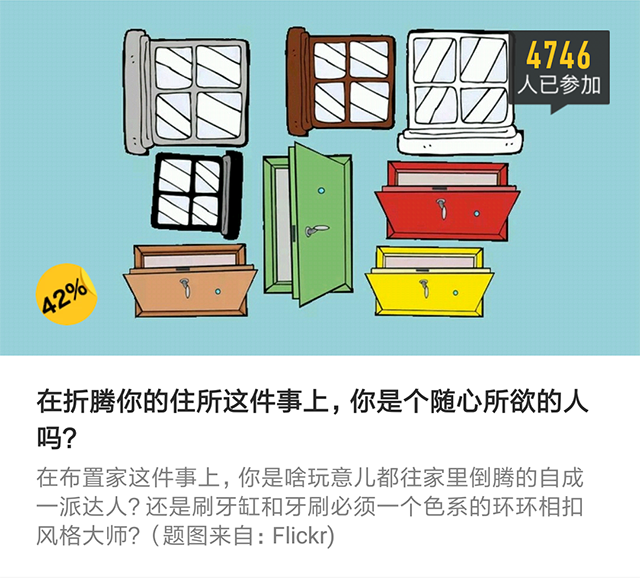 4746
人已参加
42%
在折腾你的住所这件事上，你是个随心所欲的人
吗？
在布置家这件事上，你是啥玩意儿都往家里倒腾的自成
一派达人？还是刷牙缸和牙刷必须一个色系的环环相扣
风格大师？（题图来自：Flickr)